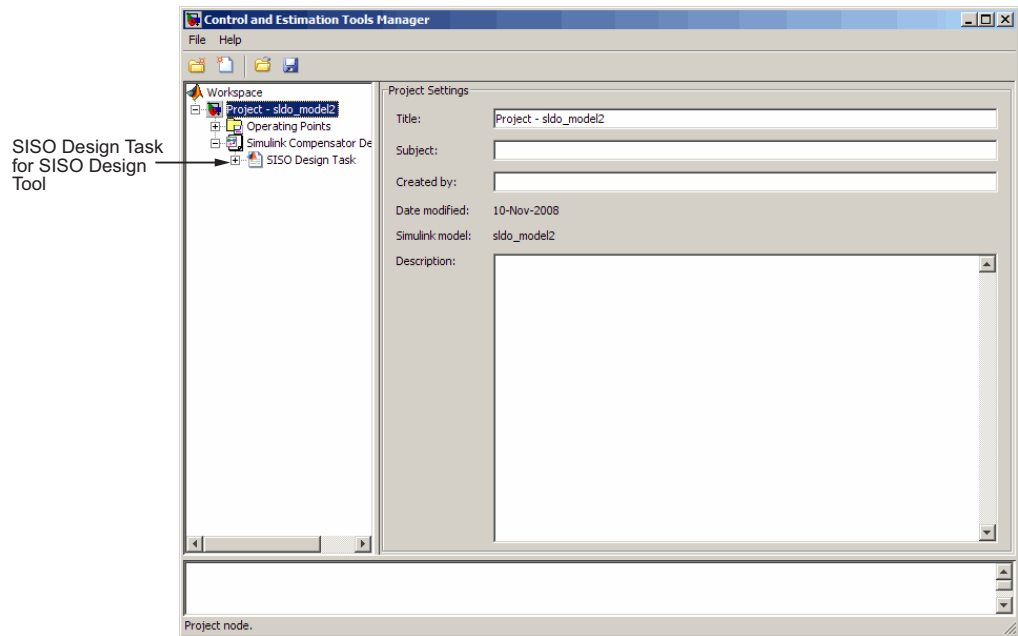 Control and Estimation Tools Manager
File Help
Workspace
Project - sldo_model2
Operating Points
Simulink Compensator De
SISO Design Task
SISO Design Task
for SISO Design
Tool
Project Settings
Title: Project - sldo_model2
Subject:
Created by:
Date modified: 10-Nov-2008
Simulink model: sldo_model2
Description:
Project node.